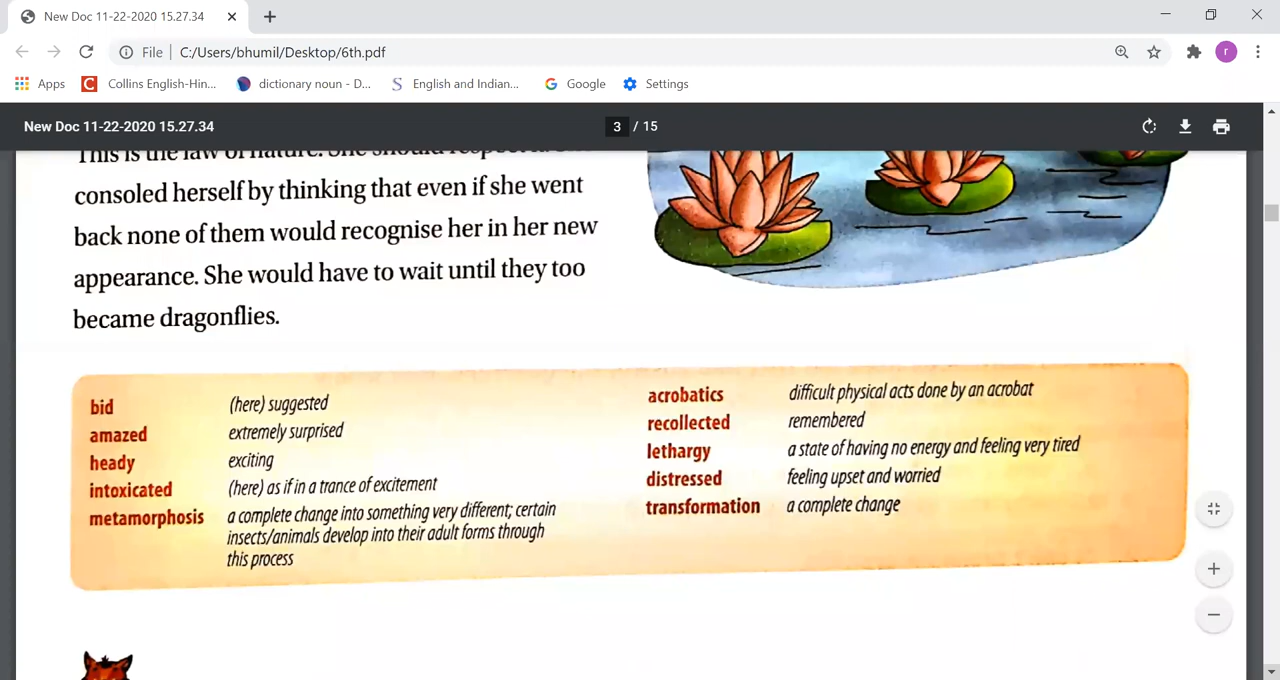 New Doc 11-22-2020 15.27.34
File | C:/Users/bhumil/Desktop/6th.pdf
r
Apps
Collins English-Hin...
dictionary noun - D...
English and Indian...
Google
Settings
New Doc 11-22-2020 15.27.34
3 / 15
This is the law of nature. She should
consoled herself by thinking that even if she went
back none of them would recognise her in her new
appearance. She would have to wait until they too
became dragonflies.
bid (here) suggested
amazed extremely surprised
heady exciting
intoxicated (here) as if in a trance of excitement
metamorphosis a complete change into something very different; certain
insects/animals develop into their adult forms through
this process
acrobatics difficult physical acts done by an acrobat
recollected remembered
lethargy a state of having no energy and feeling very tired
distressed feeling upset and worried
transformation a complete change